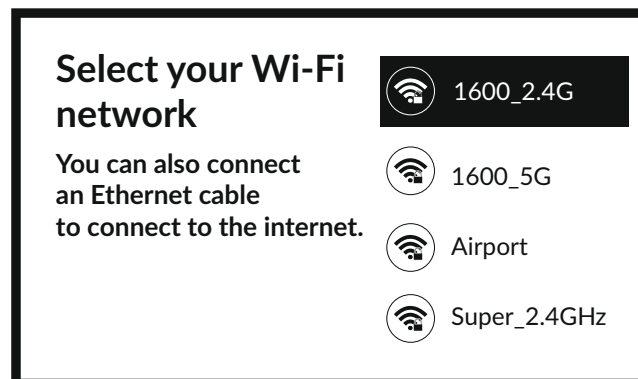 Select your Wi-Fi
network
You can also connect
an Ethernet cable
to connect to the internet.
1600_2.4G
1600_5G
Airport
Super_2.4GHz